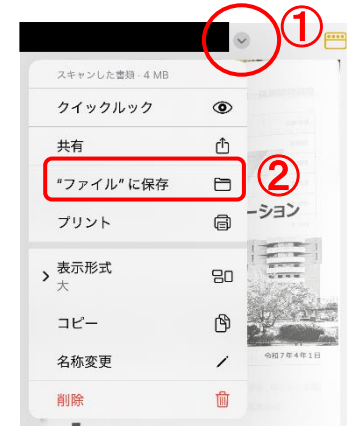 ①
スキャンした書類 - 4 MB
クイックルック
共有
"ファイル" に保存
②
プリント
ーション
表示形式
大
コピー
名称変更
令和7年4月1日
削除